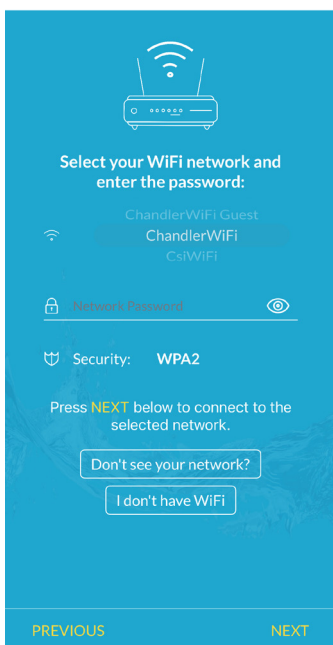 Select your WiFi network and
enter the password:
ChandlerWiFi Guest
ChandlerWiFi
CsiWiFi
Network Password
Security: WPA2
Press NEXT below to connect to the
selected network.
Don't see your network?
I don't have WiFi
PREVIOUS NEXT